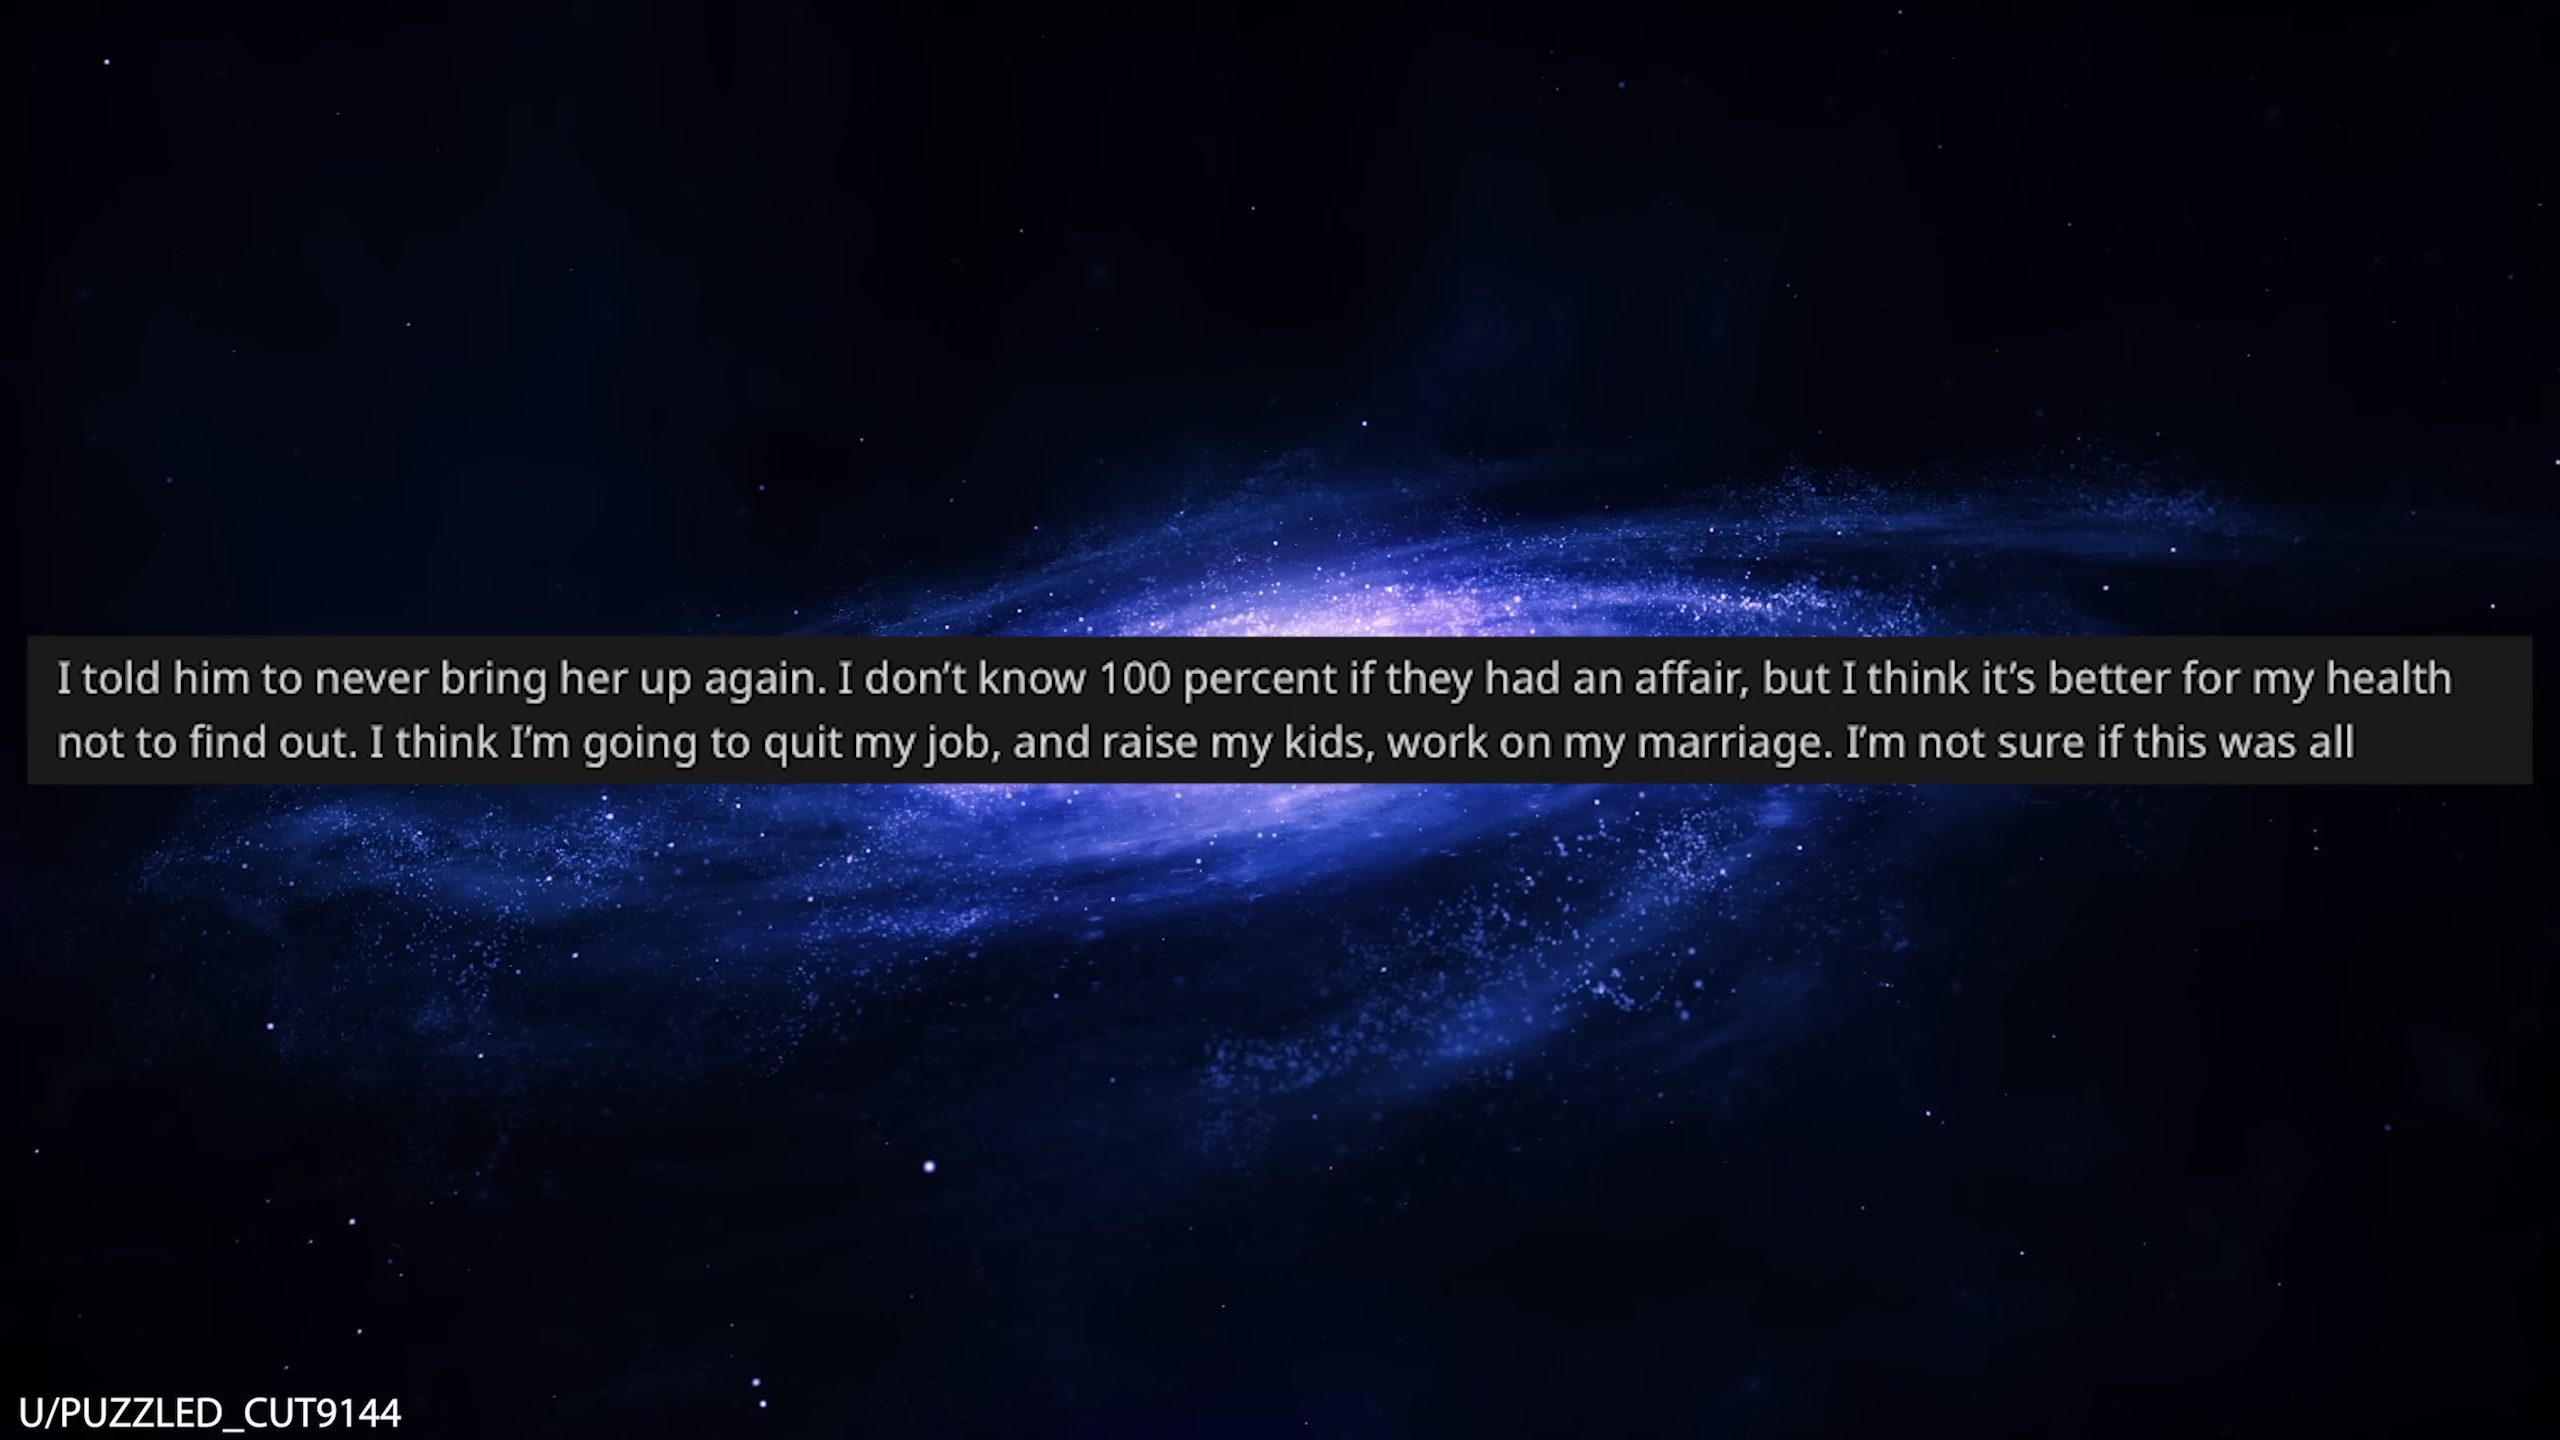 I told him to never bring her up again. I don’t know 100 percent if they had an affair, but I think it’s better for my health
not to find out. I think I’m going to quit my job, and raise my kids, work on my marriage. I’m not sure if this was all
U/PUZZLED_CUT9144